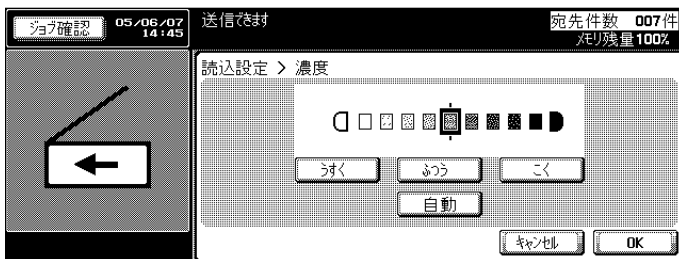 ジョブ確認 05/06/07 14:45
送信できます
宛先件数 007件
メモリ残量100%
読込設定 > 濃度
うすく ふつう こく
自動
キャンセル OK